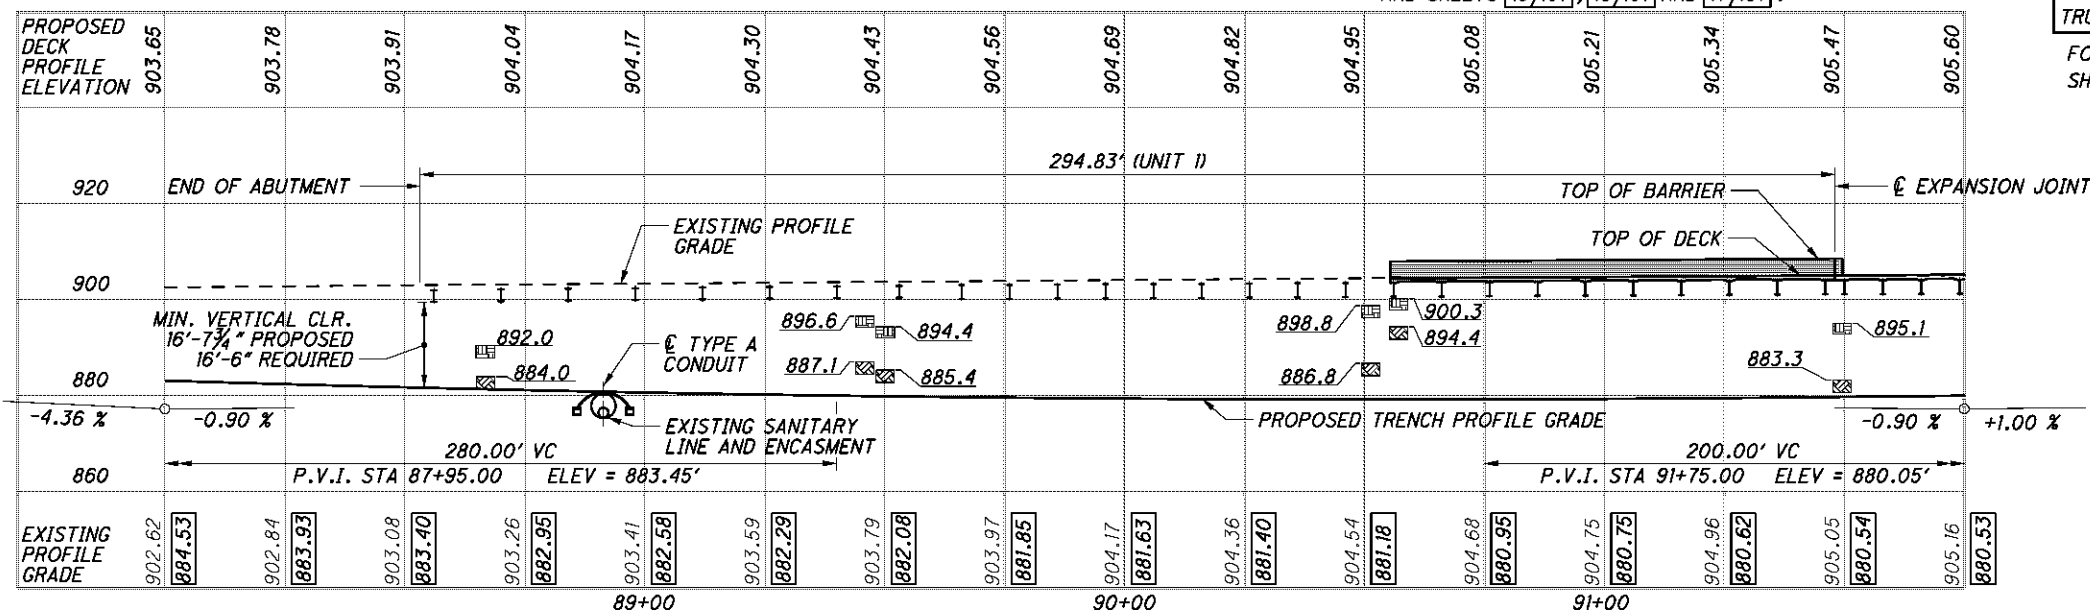 TRU
FO
SH
PROPOSED
DECK
PROFILE
ELEVATION
903.65 903.78 903.91 904.04 904.17 904.30 904.43 904.56 904.69 904.82 904.95 905.08 905.21 905.34 905.47 905.60
294.83' (UNIT 1)
920 END OF ABUTMENT TOP OF BARRIER ℄ EXPANSION JOINT
EXISTING PROFILE
GRADE
TOP OF DECK
900
MIN. VERTICAL CLR.
16'-7¾" PROPOSED
16'-6" REQUIRED
892.0
884.0
℄ TYPE A
CONDUIT
896.6 894.4
887.1 885.4
898.8 900.3
894.4
886.8
895.1
883.3
880
-4.36 % -0.90 %
EXISTING SANITARY
LINE AND ENCASMENT
PROPOSED TRENCH PROFILE GRADE
-0.90 % +1.00 %
280.00' VC 200.00' VC
860 P.V.I. STA 87+95.00 ELEV = 883.45' P.V.I. STA 91+75.00 ELEV = 880.05'
EXISTING
PROFILE
GRADE
902.62 884.53 902.84 883.93 903.08 883.40 903.26 882.95 903.41 882.58 903.59 882.29 903.79 882.08 903.97 881.85 904.17 881.63 904.36 881.40 904.54 881.18 904.68 880.95 904.75 880.75 904.96 880.62 905.05 880.54 905.16 880.53
89+00 90+00 91+00